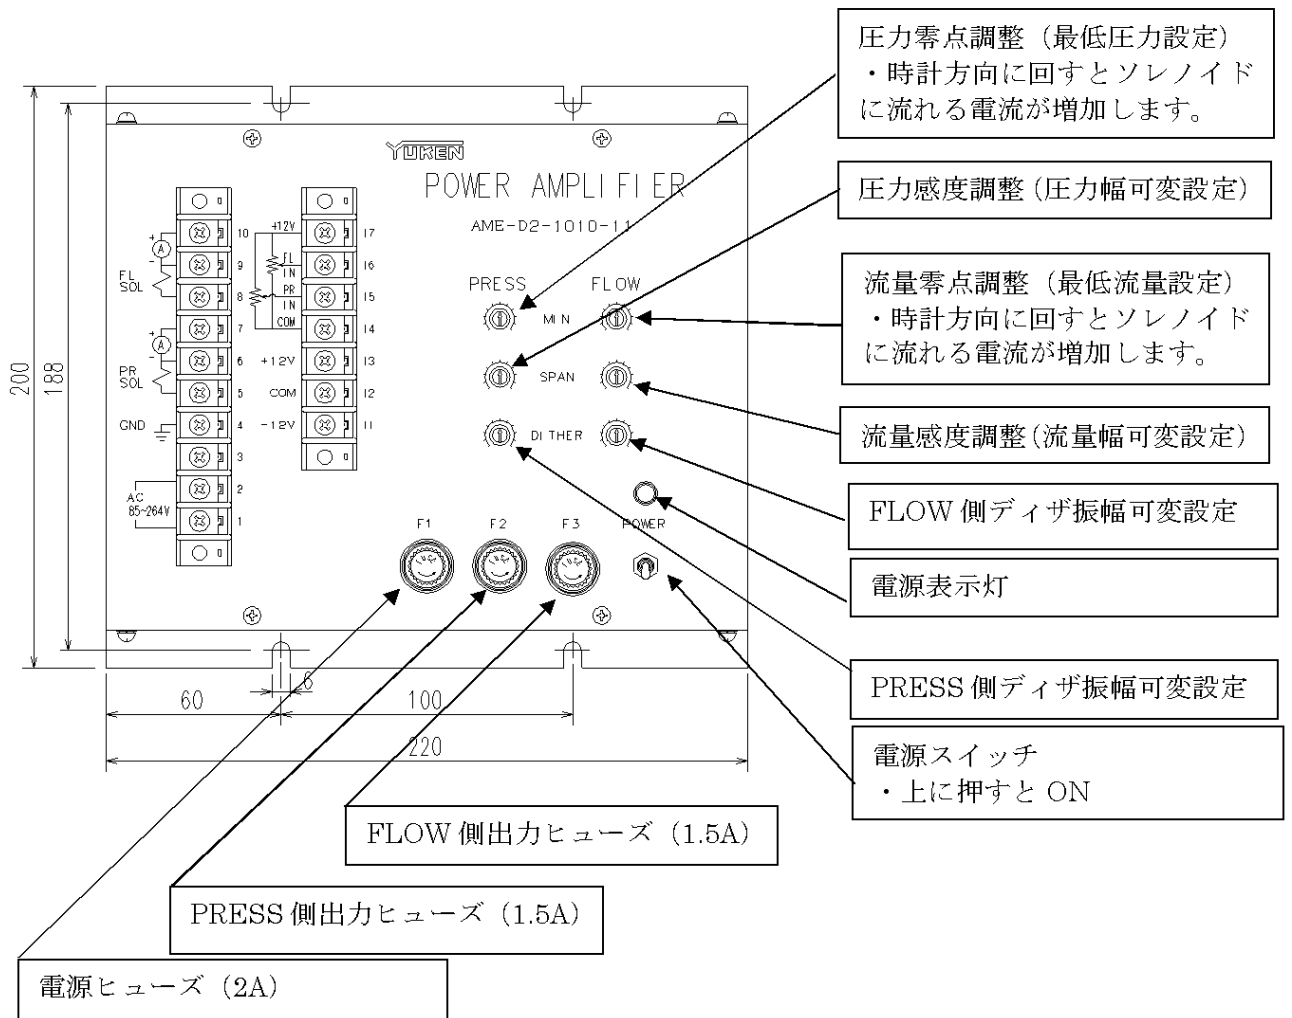 圧力零点調整（最低圧力設定）
・時計方向に回すとソレノイド
に流れる電流が増加します。
圧力感度調整(圧力幅可変設定)
流量零点調整（最低流量設定）
・時計方向に回すとソレノイド
に流れる電流が増加します。
流量感度調整(流量幅可変設定)
FLOW 側ディザ振幅可変設定
電源表示灯
PRESS 側ディザ振幅可変設定
電源スイッチ
・上に押すと ON
FLOW 側出力ヒューズ（1.5A）
PRESS 側出力ヒューズ（1.5A）
電源ヒューズ（2A）
YUKEN
POWER AMPLIFIER
AME-D2-1010-11
PRESS FLOW
MIN
SPAN
DITHER
POWER
F1 F2 F3
+ A -
FL
SOL
+ A -
PR
SOL
GND
AC
85~264V
10
9
8
7
6
5
4
3
2
1
+12V
FL
IN
PR
IN
COM
+12V
COM
-12V
17
16
15
14
13
12
11
200
188
60
6
100
220